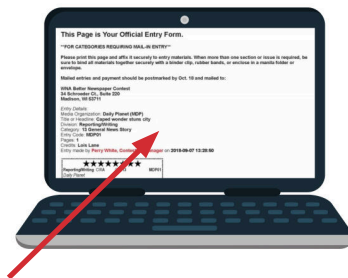 This Page is Your Official Entry Form.
**FOR CATEGORIES REQUIRING MAIL-IN ENTRY**
Please print this page and affix it securely to entry materials. When more than one section or issue is required, be
sure to bind all materials together securely with a binder clip, rubber bands, or enclose in a manila folder or
envelope.
Mailed entries and payment should be postmarked by Oct. 10 and mailed to:
WNA Better Newspaper Contest
34 Schroeder Ct., Suite 220
Madison, WI 53711
Entry Details
Media Organization: Daily Planet (MDP)
Title or Headline: Caped wonder stuns city
Division: Reporting/Writing
Category: 13 General News Story
Entry Code: MDP01
Pages: 1
Credits: Lois Lane
Entry made by Perry White, on 2018-09-07 13:28:00
★★★★★★★★
Reporting/Writing MDP01
Daily Planet